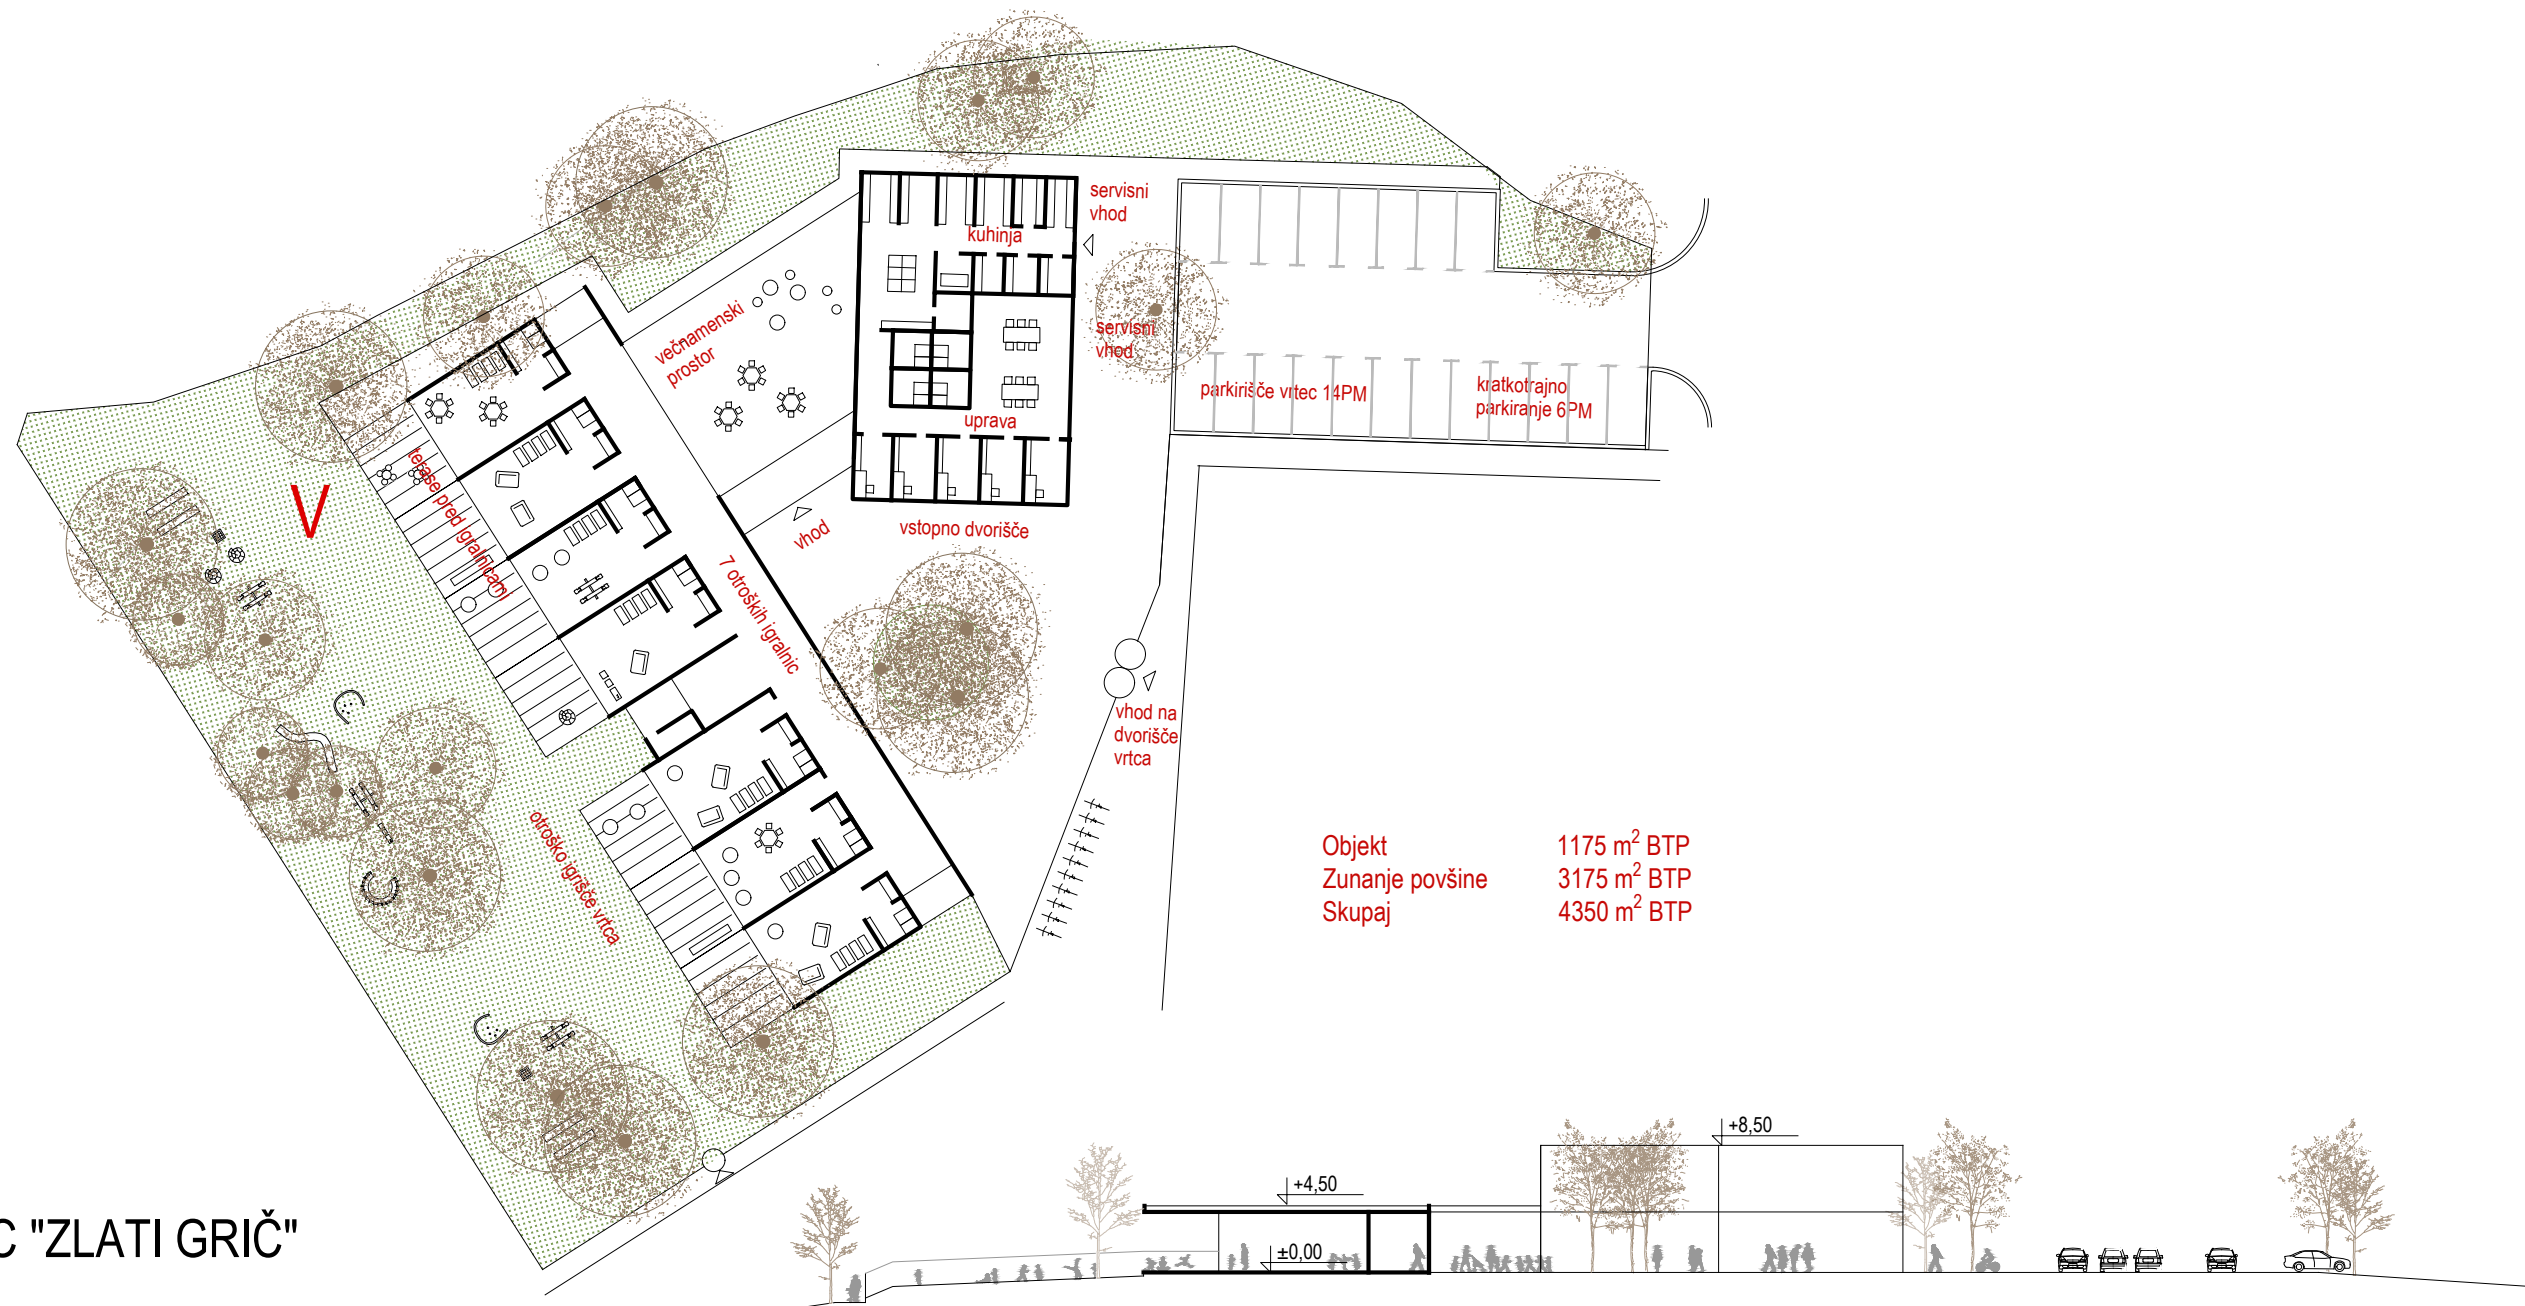 servisni
vhod
kuhinja
večnamenski
prostor
servisni
vhod
parkirišče vrtec 14PM
kratkotrajno
parkiranje 6PM
uprava
terase pred igralnicami
V
vhod
vstopno dvorišče
7 otroških igralnic
vhod na
dvorišče
vrtca
otroško igrišče vrtca
Objekt 1175 m² BTP
Zunanje povšine 3175 m² BTP
Skupaj 4350 m² BTP
+8,50
+4,50
±0,00
C "ZLATI GRIČ"